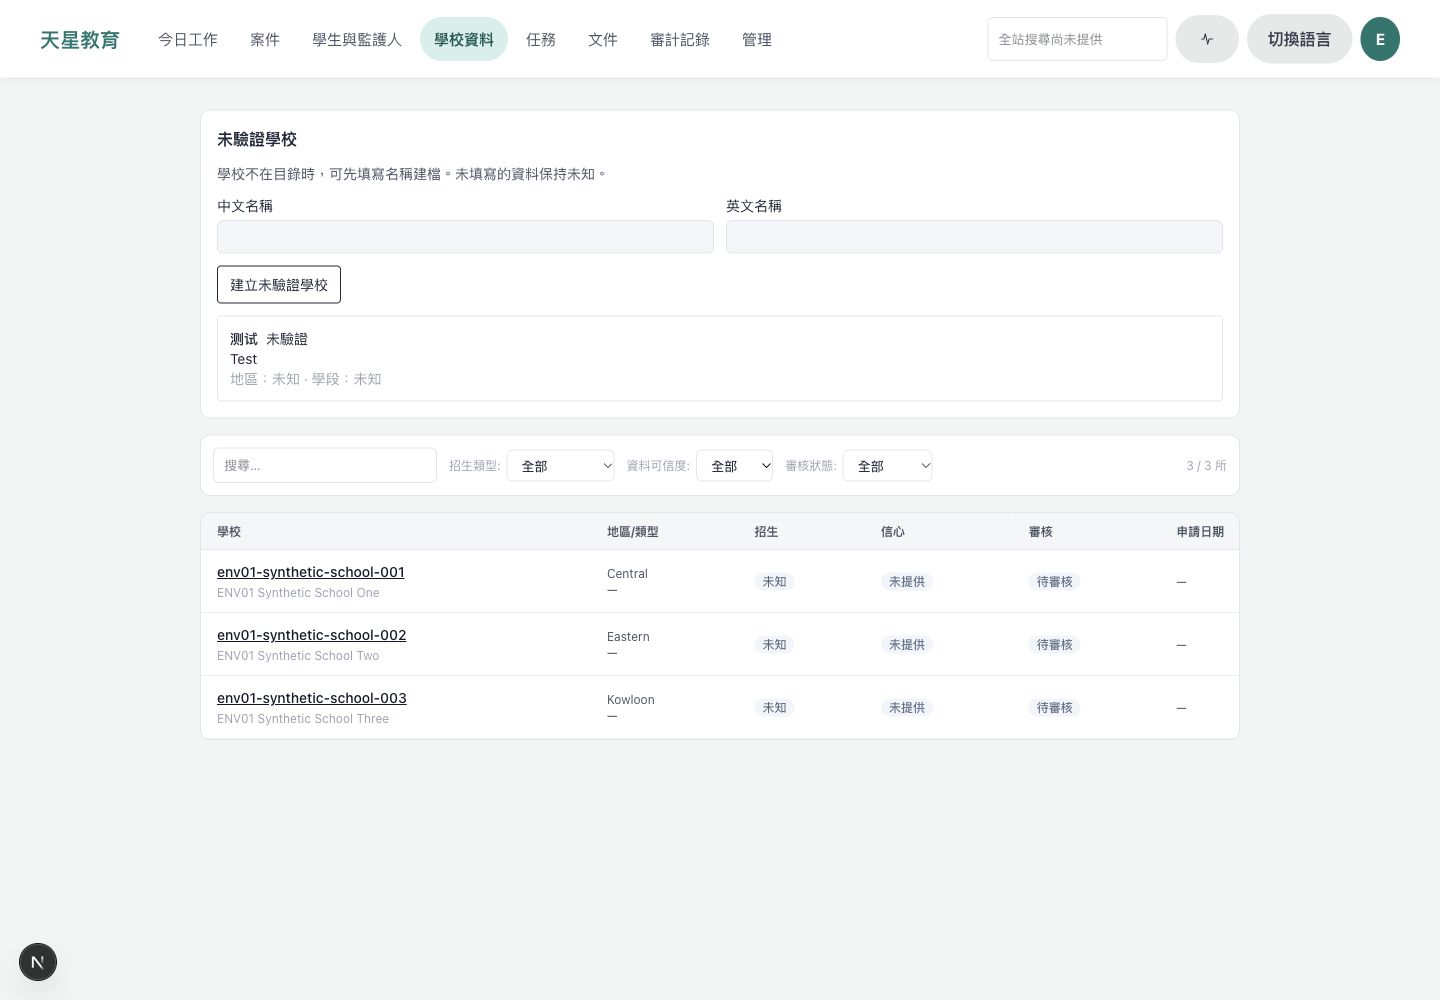 天星教育
今日工作 案件 學生與監護人 學校資料 任務 文件 審計記錄 管理
全站搜尋尚未提供
切換語言
E
未驗證學校
學校不在目錄時，可先填寫名稱建檔。未填寫的資料保持未知。
中文名稱 英文名稱
建立未驗證學校
测试 未驗證
Test
地區：未知 · 學段：未知
搜尋... 招生類型: 全部 資料可信度: 全部 審核狀態: 全部 3 / 3 所
學校 地區/類型 招生 信心 審核 申請日期
env01-synthetic-school-001 Central 未知 未提供 待審核 —
ENV01 Synthetic School One —
env01-synthetic-school-002 Eastern 未知 未提供 待審核 —
ENV01 Synthetic School Two —
env01-synthetic-school-003 Kowloon 未知 未提供 待審核 —
ENV01 Synthetic School Three —
N